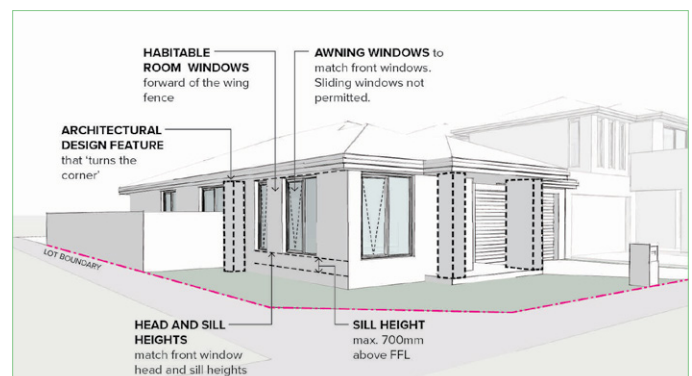 HABITABLE
ROOM WINDOWS
forward of the wing
fence
AWNING WINDOWS to
match front windows.
Sliding windows not
permitted.
ARCHITECTURAL
DESIGN FEATURE
that ‘turns the
corner’
LOT BOUNDARY
HEAD AND SILL
HEIGHTS
match front window
head and sill heights
SILL HEIGHT
max. 700mm
above FFL